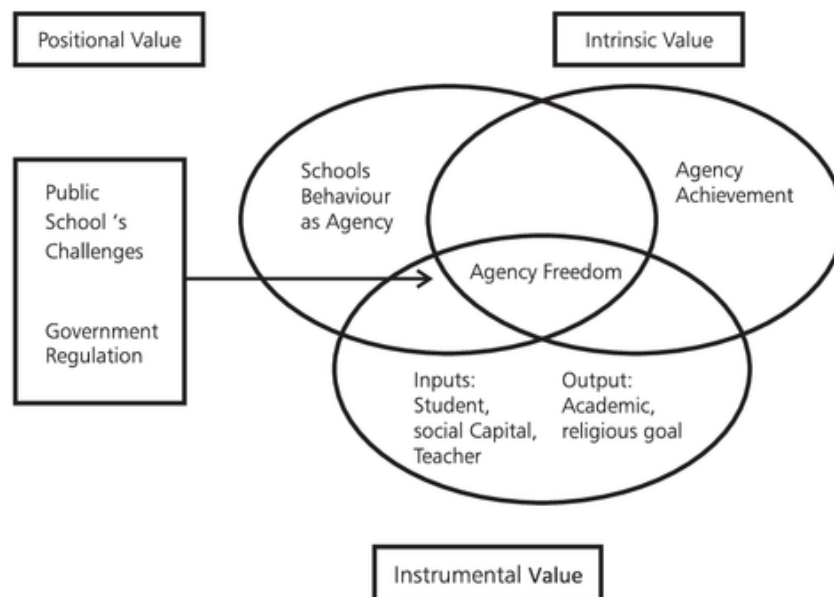 Positional Value
Intrinsic Value
Public
School 's
Challenges
Government
Regulation
Schools
Behaviour
as Agency
Agency
Achievement
Agency Freedom
Inputs:
Student,
social Capital,
Teacher
Output:
Academic,
religious goal
Instrumental Value